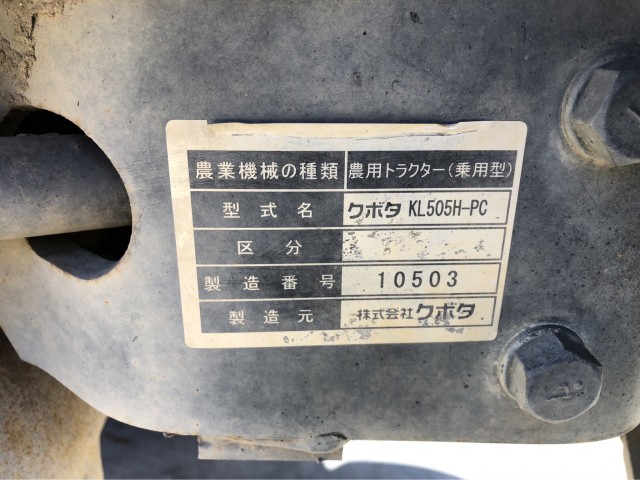 農業機械の種類 農用トラクター(乗用型)
型式名 クボタ KL505H-PC
区分
製造番号 10503
製造元 株式会社クボタ